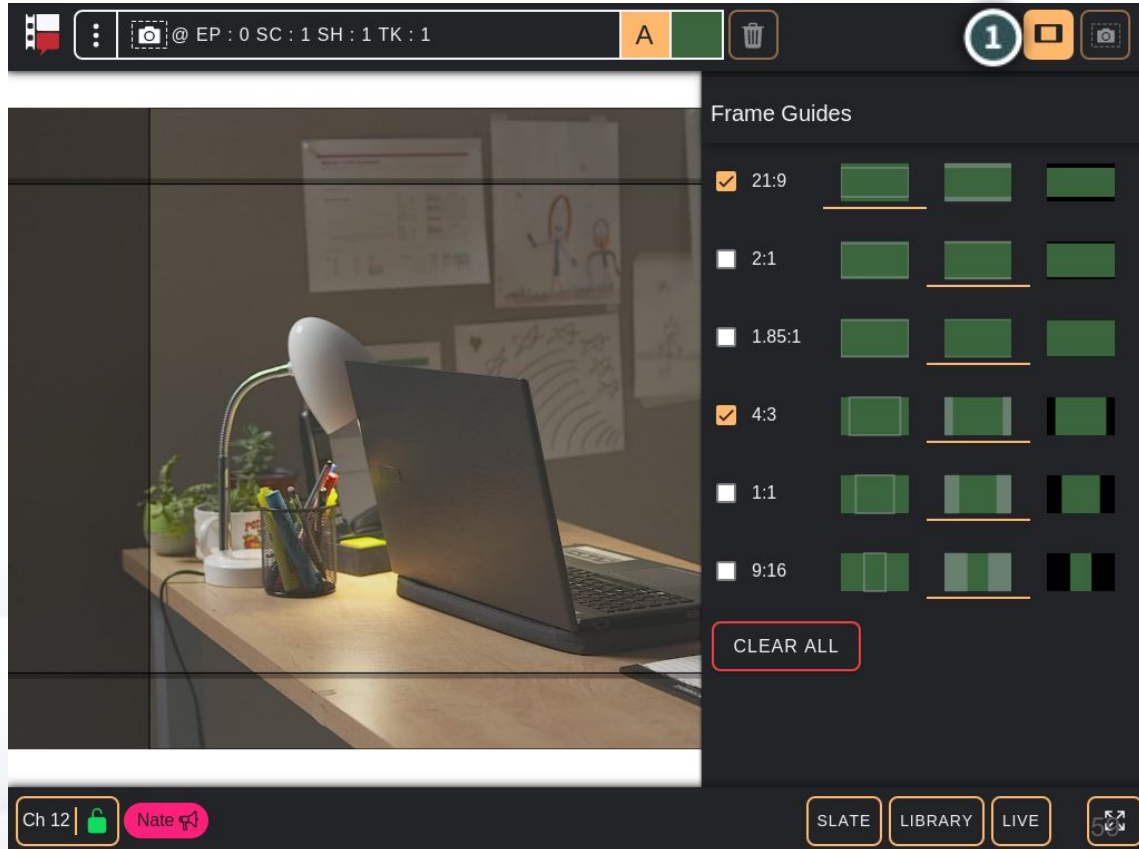 @ EP : 0 SC : 1 SH : 1 TK : 1 A 1
Frame Guides
21:9
2:1
1.85:1
4:3
1:1
9:16
CLEAR ALL
Ch 12 Nate SLATE LIBRARY LIVE 59